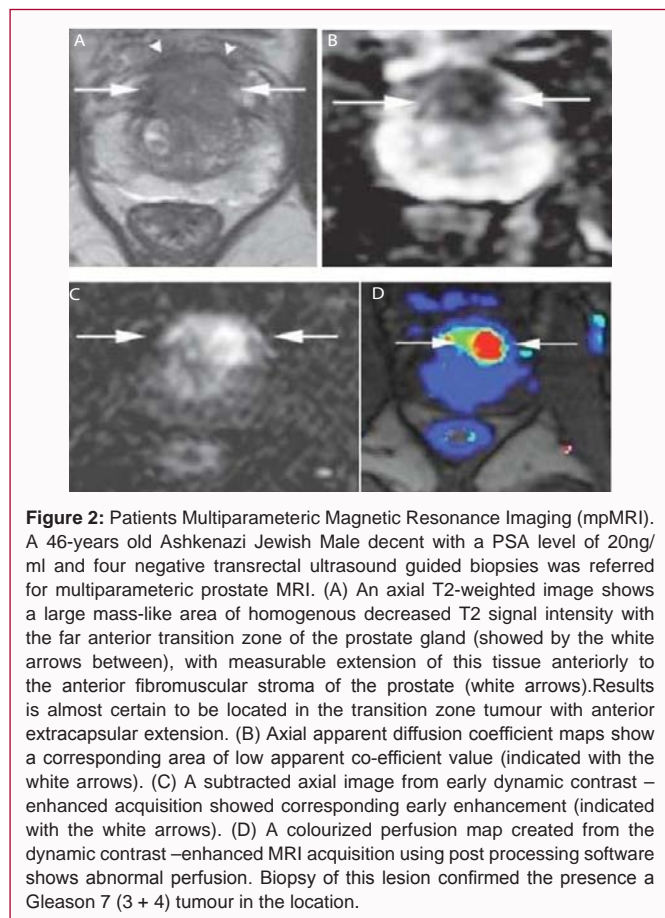 A
B
C
D
Figure 2: Patients Multiparameteric Magnetic Resonance Imaging (mpMRI).
A 46-years old Ashkenazi Jewish Male decent with a PSA level of 20ng/
ml and four negative transrectal ultrasound guided biopsies was referred
for multiparameteric prostate MRI. (A) An axial T2-weighted image shows
a large mass-like area of homogenous decreased T2 signal intensity with
the far anterior transition zone of the prostate gland (showed by the white
arrows between), with measurable extension of this tissue anteriorly to
the anterior fibromuscular stroma of the prostate (white arrows).Results
is almost certain to be located in the transition zone tumour with anterior
extracapsular extension. (B) Axial apparent diffusion coefficient maps show
a corresponding area of low apparent co-efficient value (indicated with the
white arrows). (C) A subtracted axial image from early dynamic contrast –
enhanced acquisition showed corresponding early enhancement (indicated
with the white arrows). (D) A colourized perfusion map created from the
dynamic contrast –enhanced MRI acquisition using post processing software
shows abnormal perfusion. Biopsy of this lesion confirmed the presence a
Gleason 7 (3 + 4) tumour in the location.